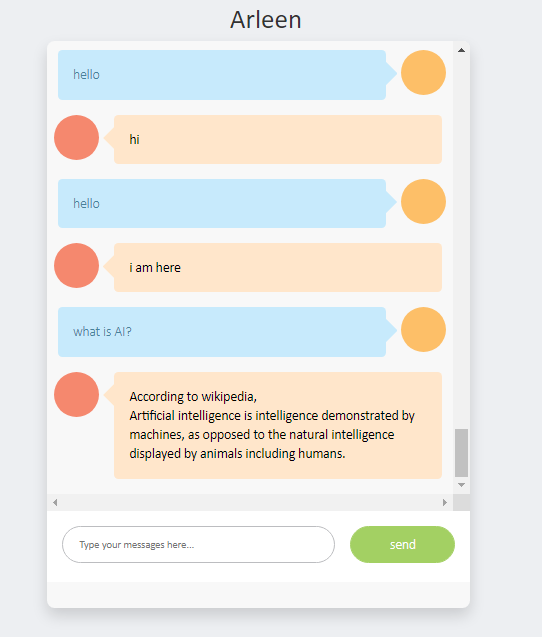 Arleen
hello
hi
hello
i am here
what is AI?
According to wikipedia,
Artificial intelligence is intelligence demonstrated by
machines, as opposed to the natural intelligence
displayed by animals including humans.
Type your messages here...
send